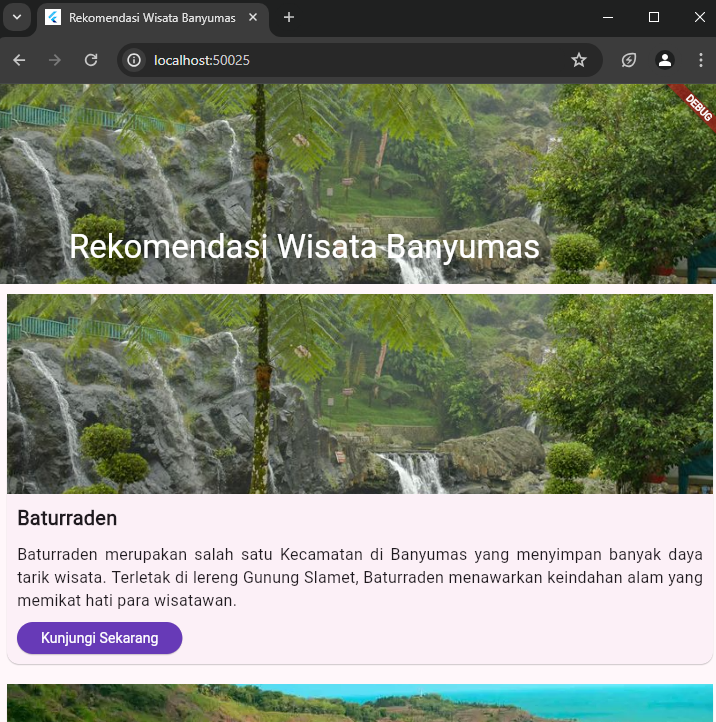 Rekomendasi Wisata Banyumas
localhost:50025
DEBUG
Rekomendasi Wisata Banyumas
Baturraden
Baturraden merupakan salah satu Kecamatan di Banyumas yang menyimpan banyak daya
tarik wisata. Terletak di lereng Gunung Slamet, Baturraden menawarkan keindahan alam yang
memikat hati para wisatawan.
Kunjungi Sekarang